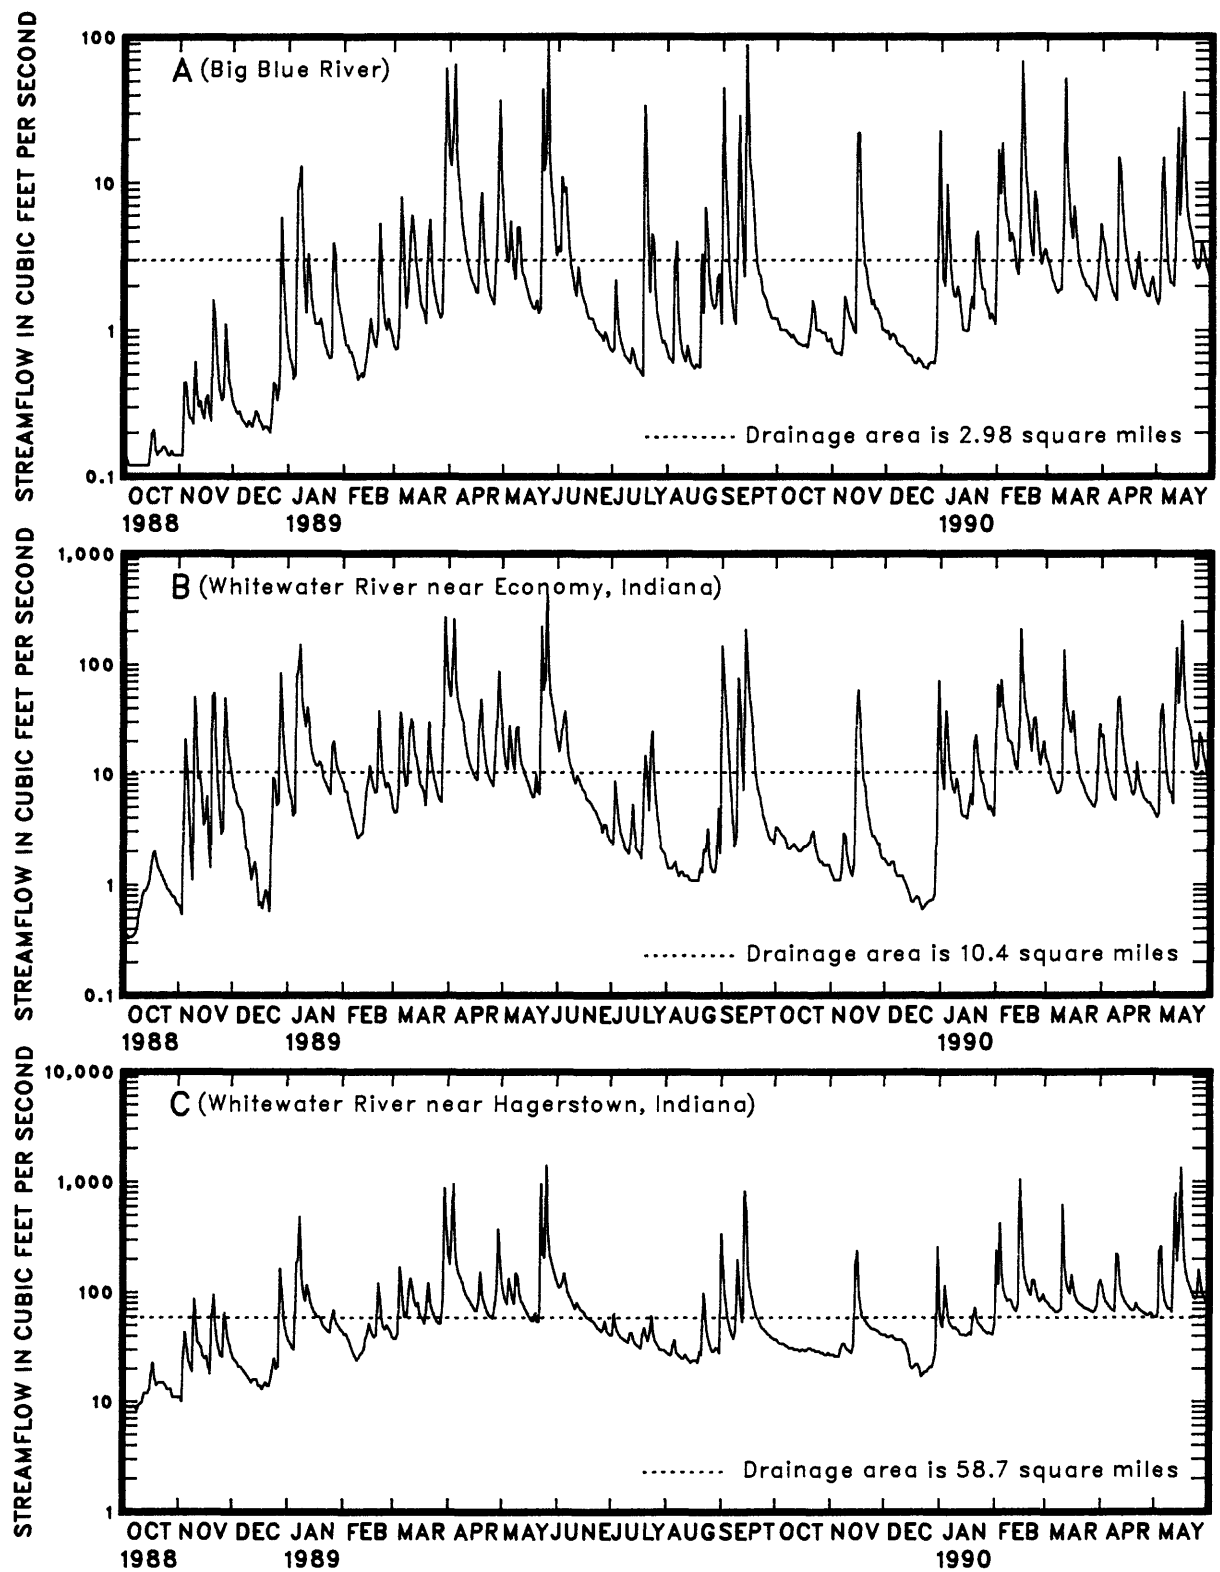 STREAMFLOW IN CUBIC FEET PER SECOND
100
A (Big Blue River)
10
1
Drainage area is 2.98 square miles
0.1
OCT NOV DEC JAN FEB MAR APR MAY JUNE JULY AUG SEPT OCT NOV DEC JAN FEB MAR APR MAY
1988 1989 1990
STREAMFLOW IN CUBIC FEET PER SECOND
1,000
B (Whitewater River near Economy, Indiana)
100
10
1
Drainage area is 10.4 square miles
0.1
OCT NOV DEC JAN FEB MAR APR MAY JUNE JULY AUG SEPT OCT NOV DEC JAN FEB MAR APR MAY
1988 1989 1990
STREAMFLOW IN CUBIC FEET PER SECOND
10,000
C (Whitewater River near Hagerstown, Indiana)
1,000
100
10
Drainage area is 58.7 square miles
1
OCT NOV DEC JAN FEB MAR APR MAY JUNE JULY AUG SEPT OCT NOV DEC JAN FEB MAR APR MAY
1988 1989 1990